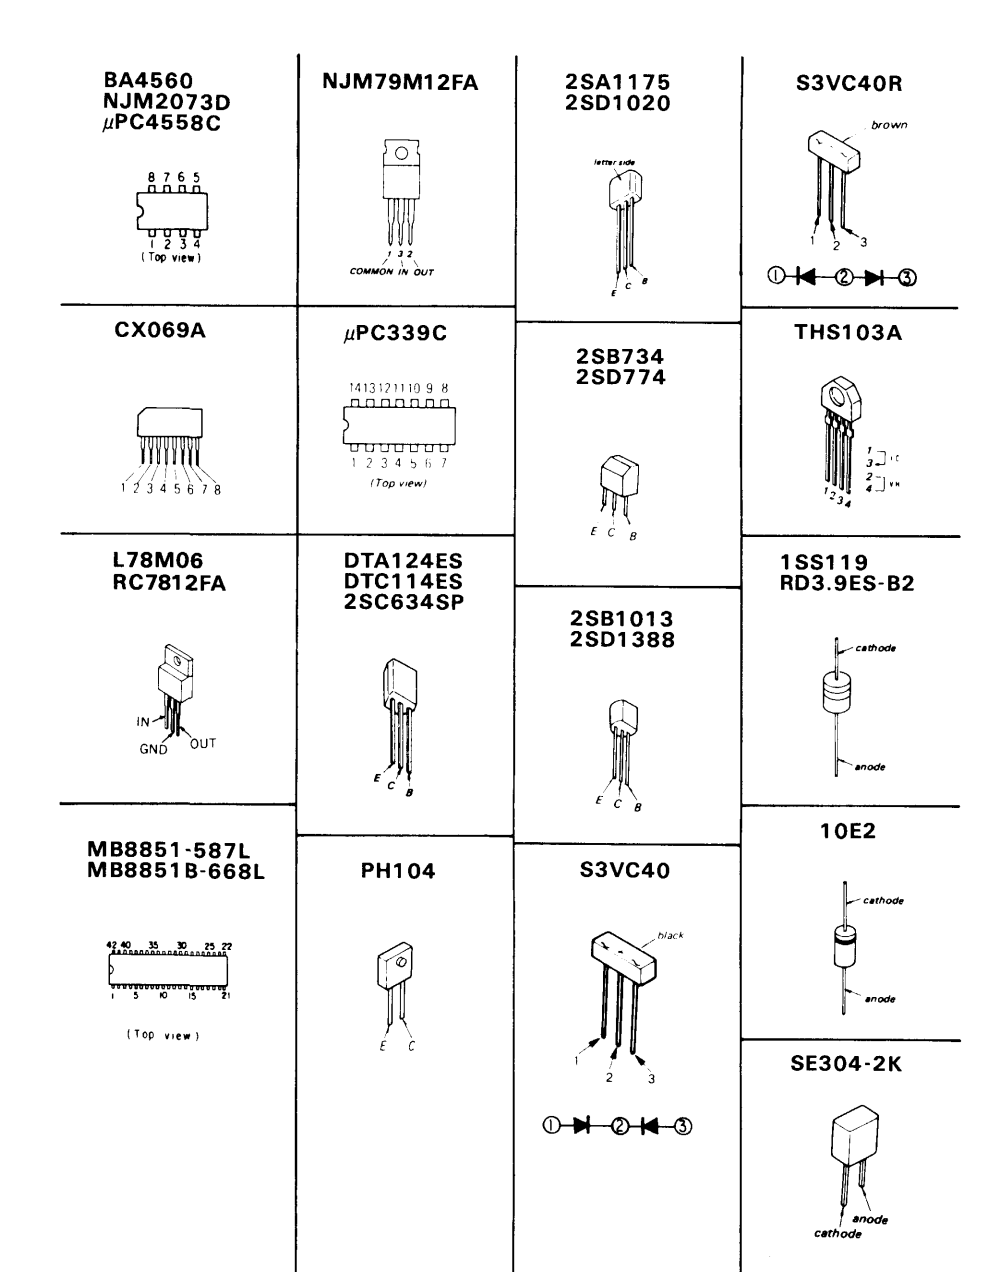 BA4560
NJM2073D
μPC4558C
8 7 6 5
1 2 3 4
(Top view)
NJM79M12FA
1 3 2
COMMON IN OUT
2SA1175
2SD1020
letter side
E C B
S3VC40R
brown
1 2 3
① ② ③
CX069A
1 2 3 4 5 6 7 8
μPC339C
14 13 12 11 10 9 8
1 2 3 4 5 6 7
(Top view)
2SB734
2SD774
E C B
THS103A
1
3
IC
2
4
VH
1 2 3 4
L78M06
RC7812FA
IN
GND
OUT
DTA124ES
DTC114ES
2SC634SP
E C B
2SB1013
2SD1388
E C B
1SS119
RD3.9ES-B2
cathode
anode
MB8851-587L
MB8851B-668L
42 40 35 30 25 22
1 5 10 15 21
(Top view)
PH104
E C
S3VC40
black
1 2 3
① ② ③
10E2
cathode
anode
SE304-2K
anode
cathode